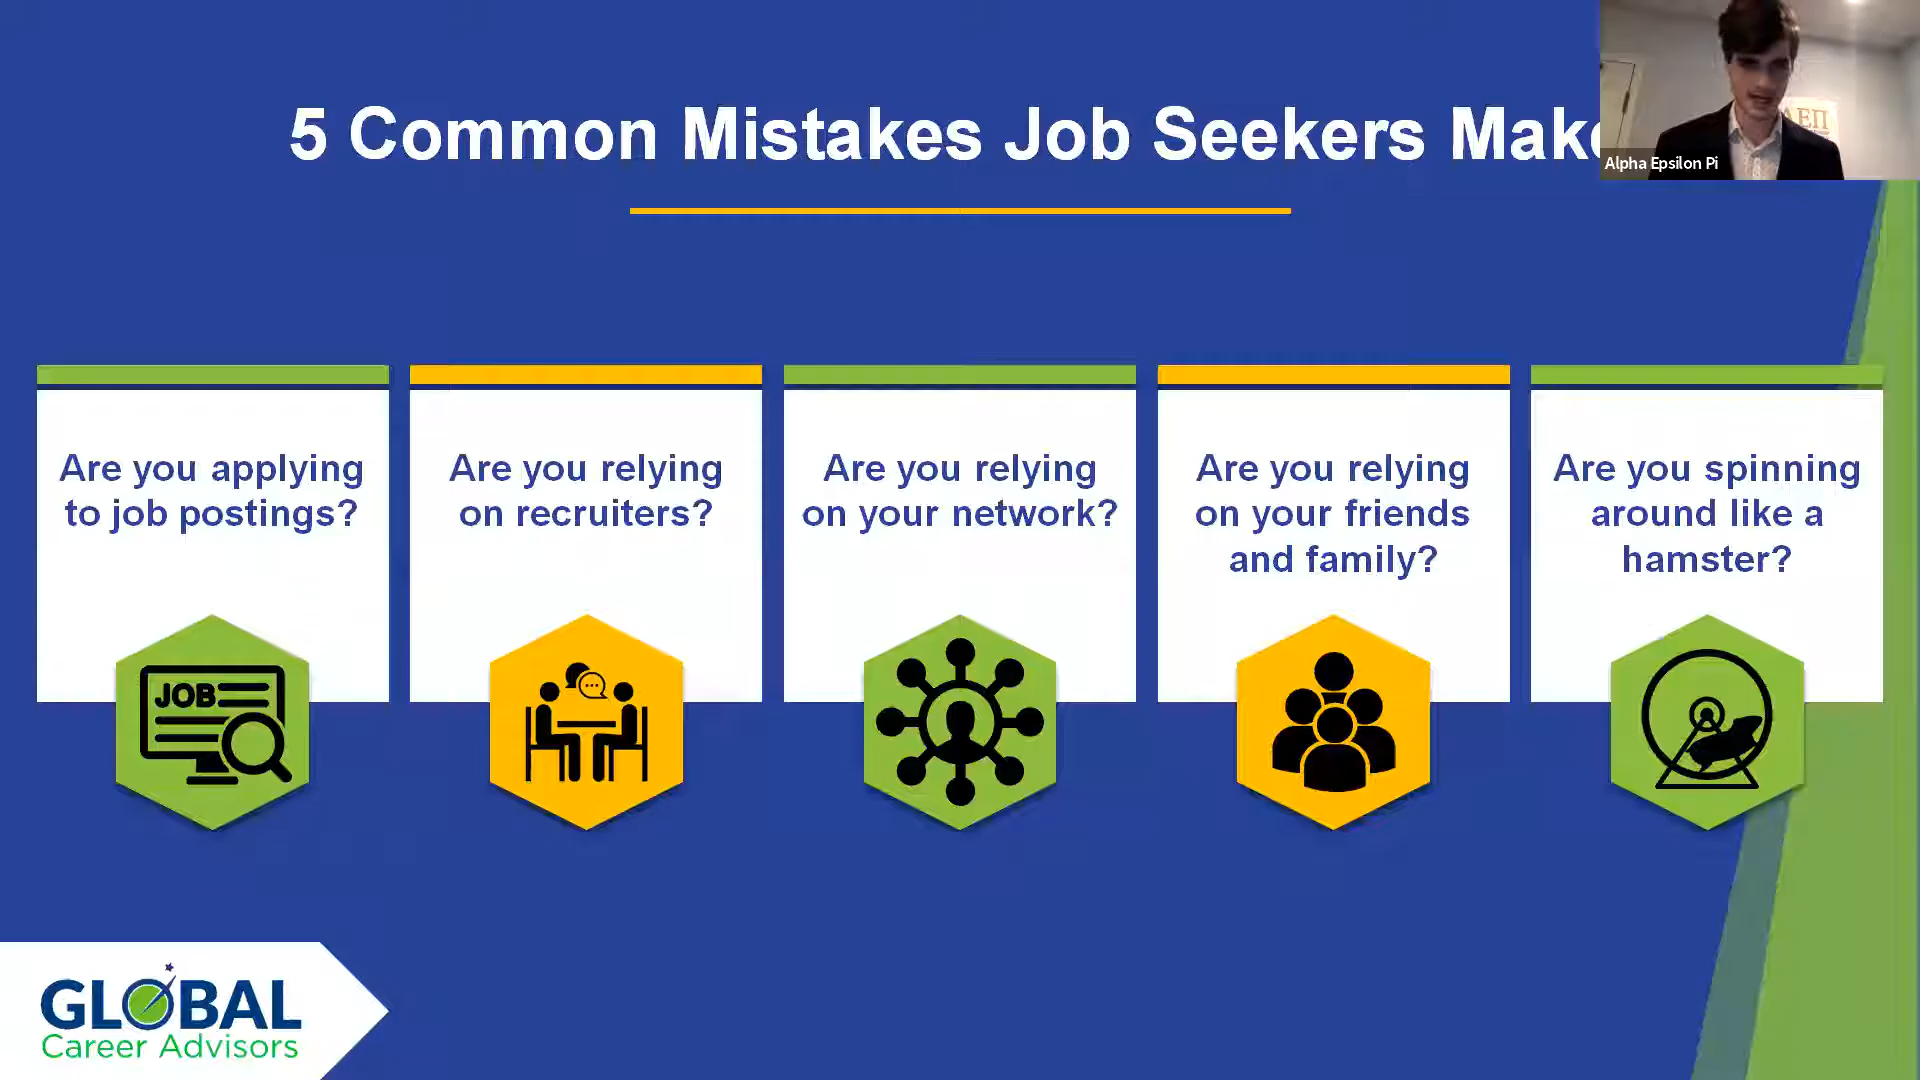 5 Common Mistakes Job Seekers Make
Alpha Epsilon Pi
ΑΕΠ
Are you applying
to job postings?
Are you relying
on recruiters?
Are you relying
on your network?
Are you relying
on your friends
and family?
Are you spinning
around like a
hamster?
JOB
GLOBAL
Career Advisors